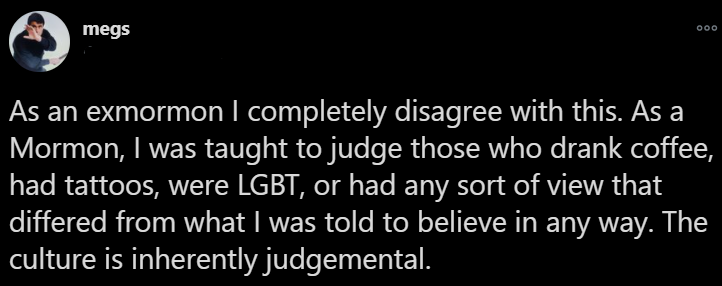 megs
As an exmormon I completely disagree with this. As a
Mormon, I was taught to judge those who drank coffee,
had tattoos, were LGBT, or had any sort of view that
differed from what I was told to believe in any way. The
culture is inherently judgemental.